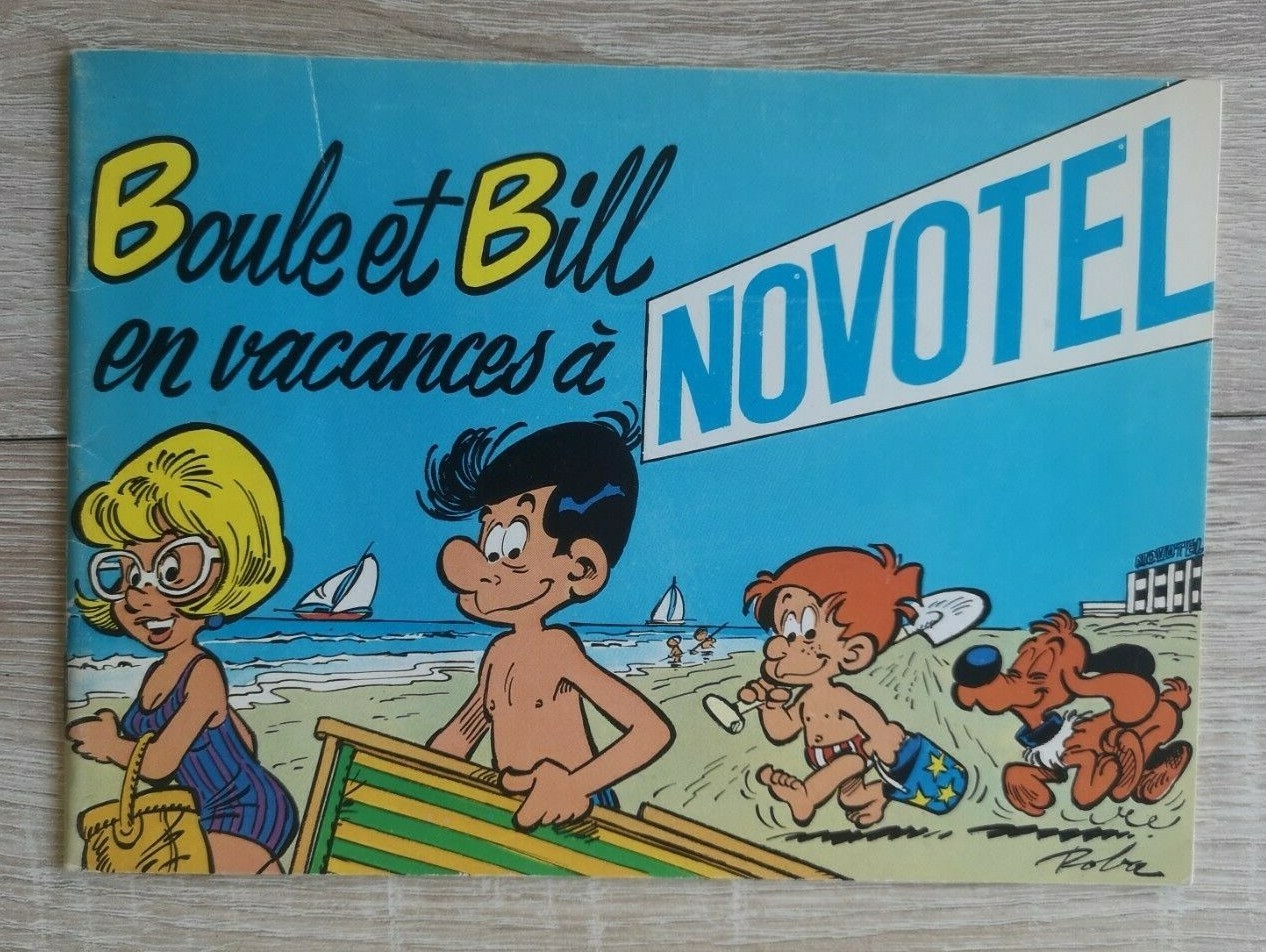 Boule et Bill
en vacances à
NOVOTEL
NOVOTEL
Roba